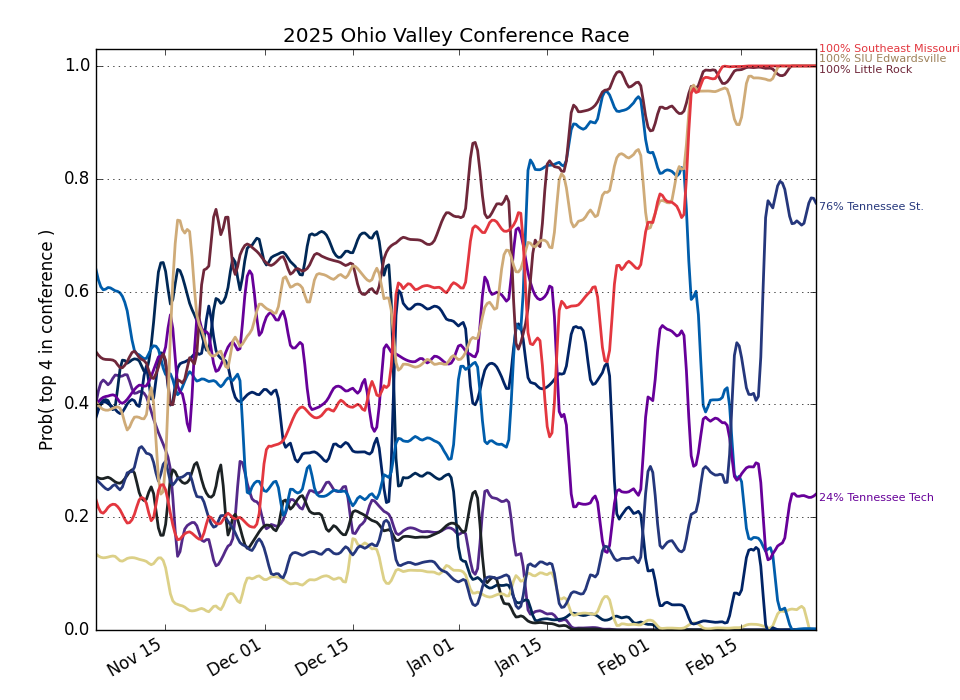 2025 Ohio Valley Conference Race
100% Southeast Missouri
100% SIU Edwardsville
100% Little Rock
76% Tennessee St.
24% Tennessee Tech
Prob( top 4 in conference )
1.0
0.8
0.6
0.4
0.2
0.0
Nov 15
Dec 01
Dec 15
Jan 01
Jan 15
Feb 01
Feb 15